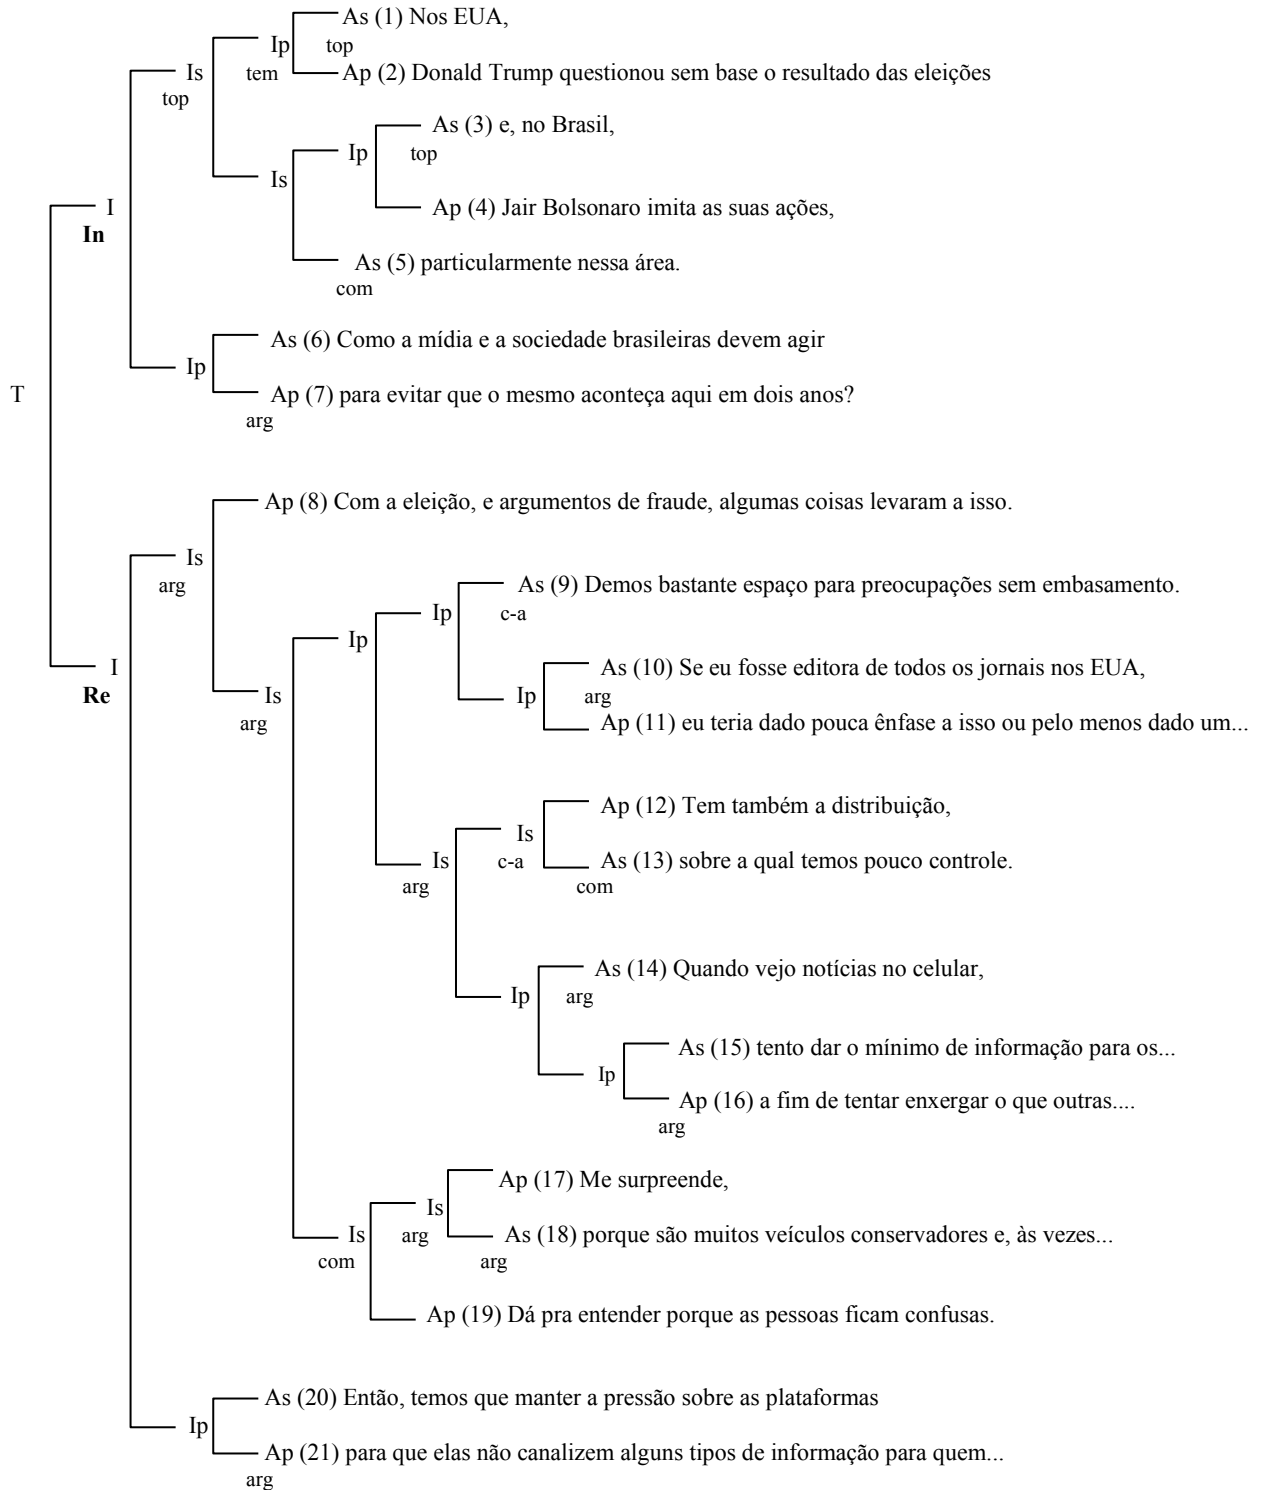 As (1) Nos EUA,
Ip
top
Is
tem
Ap (2) Donald Trump questionou sem base o resultado das eleições
top
As (3) e, no Brasil,
Ip
top
Is
I
Ap (4) Jair Bolsonaro imita as suas ações,
In
As (5) particularmente nessa área.
com
As (6) Como a mídia e a sociedade brasileiras devem agir
Ip
T
Ap (7) para evitar que o mesmo aconteça aqui em dois anos?
arg
Ap (8) Com a eleição, e argumentos de fraude, algumas coisas levaram a isso.
Is
arg
As (9) Demos bastante espaço para preocupações sem embasamento.
Ip
c-a
Ip
I
As (10) Se eu fosse editora de todos os jornais nos EUA,
Re
Is
Ip
arg
arg
Ap (11) eu teria dado pouca ênfase a isso ou pelo menos dado um...
Ap (12) Tem também a distribuição,
Is
Is
c-a
As (13) sobre a qual temos pouco controle.
arg
com
As (14) Quando vejo notícias no celular,
Ip
arg
As (15) tento dar o mínimo de informação para os...
Ip
Ap (16) a fim de tentar enxergar o que outras....
arg
Ap (17) Me surpreende,
Is
Is
arg
As (18) porque são muitos veículos conservadores e, às vezes...
com
arg
Ap (19) Dá pra entender porque as pessoas ficam confusas.
As (20) Então, temos que manter a pressão sobre as plataformas
Ip
Ap (21) para que elas não canalizem alguns tipos de informação para quem...
arg